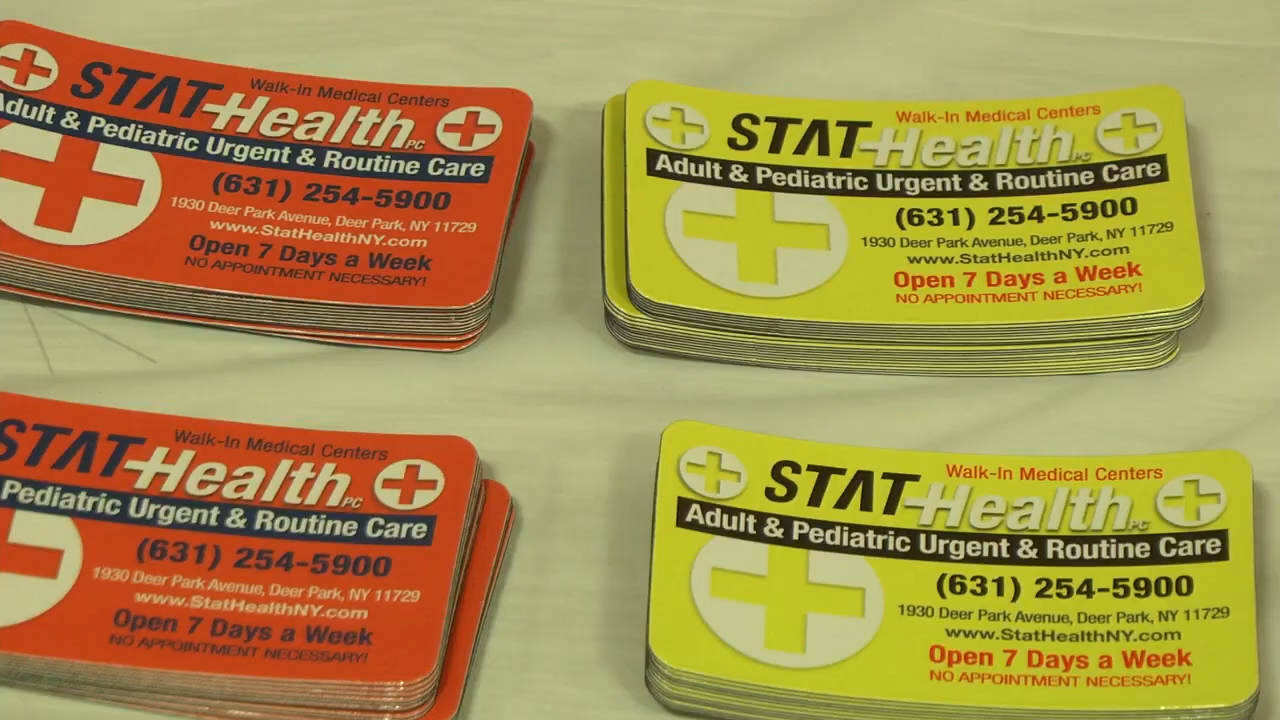 Walk-In Medical Centers
STAT Health PC
Adult & Pediatric Urgent & Routine Care
(631) 254-5900
1930 Deer Park Avenue, Deer Park, NY 11729
www.StatHealthNY.com
Open 7 Days a Week
NO APPOINTMENT NECESSARY!
Walk-In Medical Centers
STAT Health PC
Adult & Pediatric Urgent & Routine Care
(631) 254-5900
1930 Deer Park Avenue, Deer Park, NY 11729
www.StatHealthNY.com
Open 7 Days a Week
NO APPOINTMENT NECESSARY!
Walk-In Medical Centers
STAT Health PC
Pediatric Urgent & Routine Care
(631) 254-5900
1930 Deer Park Avenue, Deer Park, NY 11729
www.StatHealthNY.com
Open 7 Days a Week
NO APPOINTMENT NECESSARY!
Walk-In Medical Centers
STAT Health PC
Adult & Pediatric Urgent & Routine Care
(631) 254-5900
1930 Deer Park Avenue, Deer Park, NY 11729
www.StatHealthNY.com
Open 7 Days a Week
NO APPOINTMENT NECESSARY!